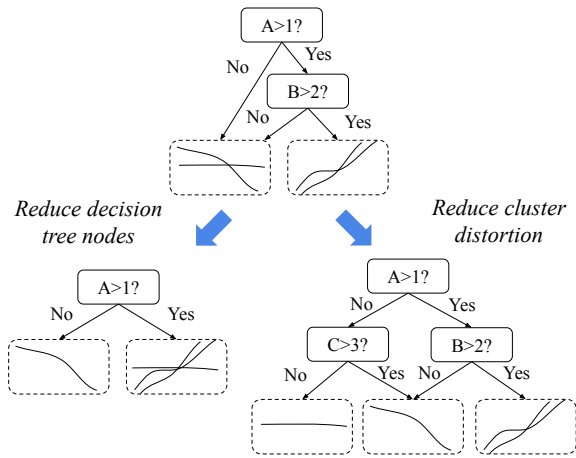 A>1?
No
Yes
B>2?
No
Yes
Reduce decision
tree nodes
Reduce cluster
distortion
A>1?
No
Yes
A>1?
No
Yes
C>3?
B>2?
No
Yes
No
Yes